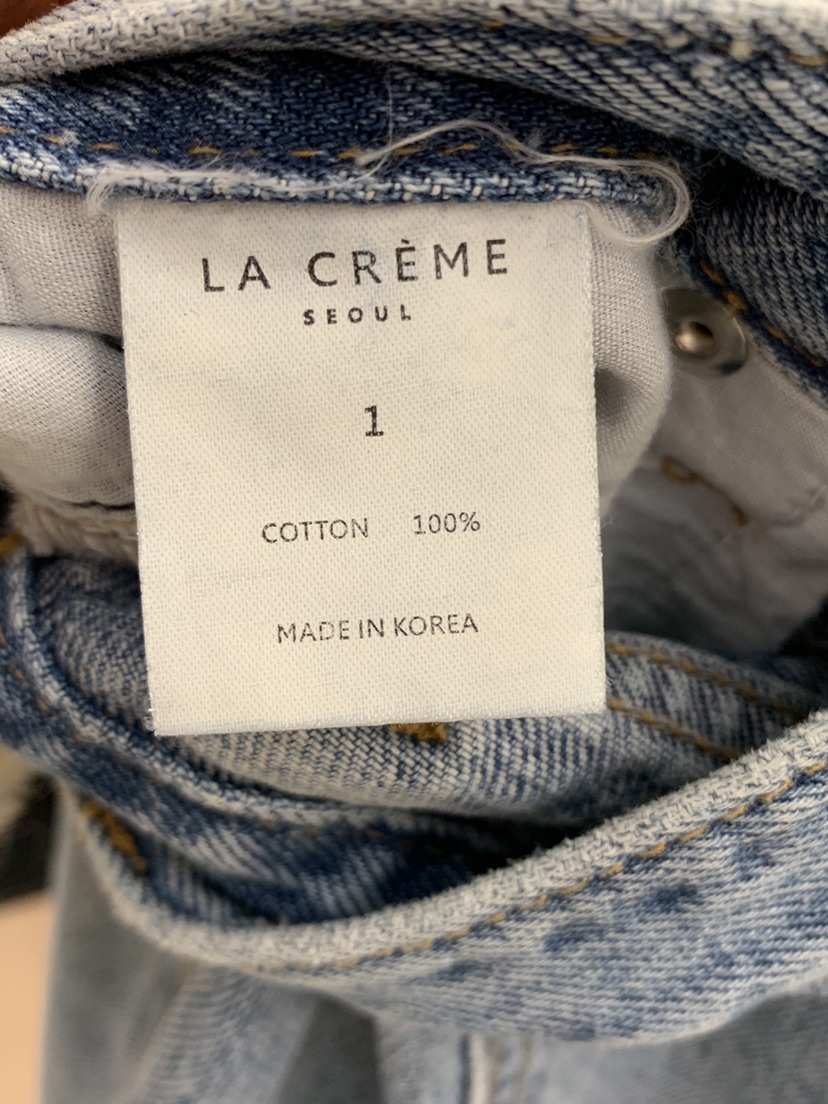 LA CRÈME
SEOUL
1
COTTON 100%
MADE IN KOREA